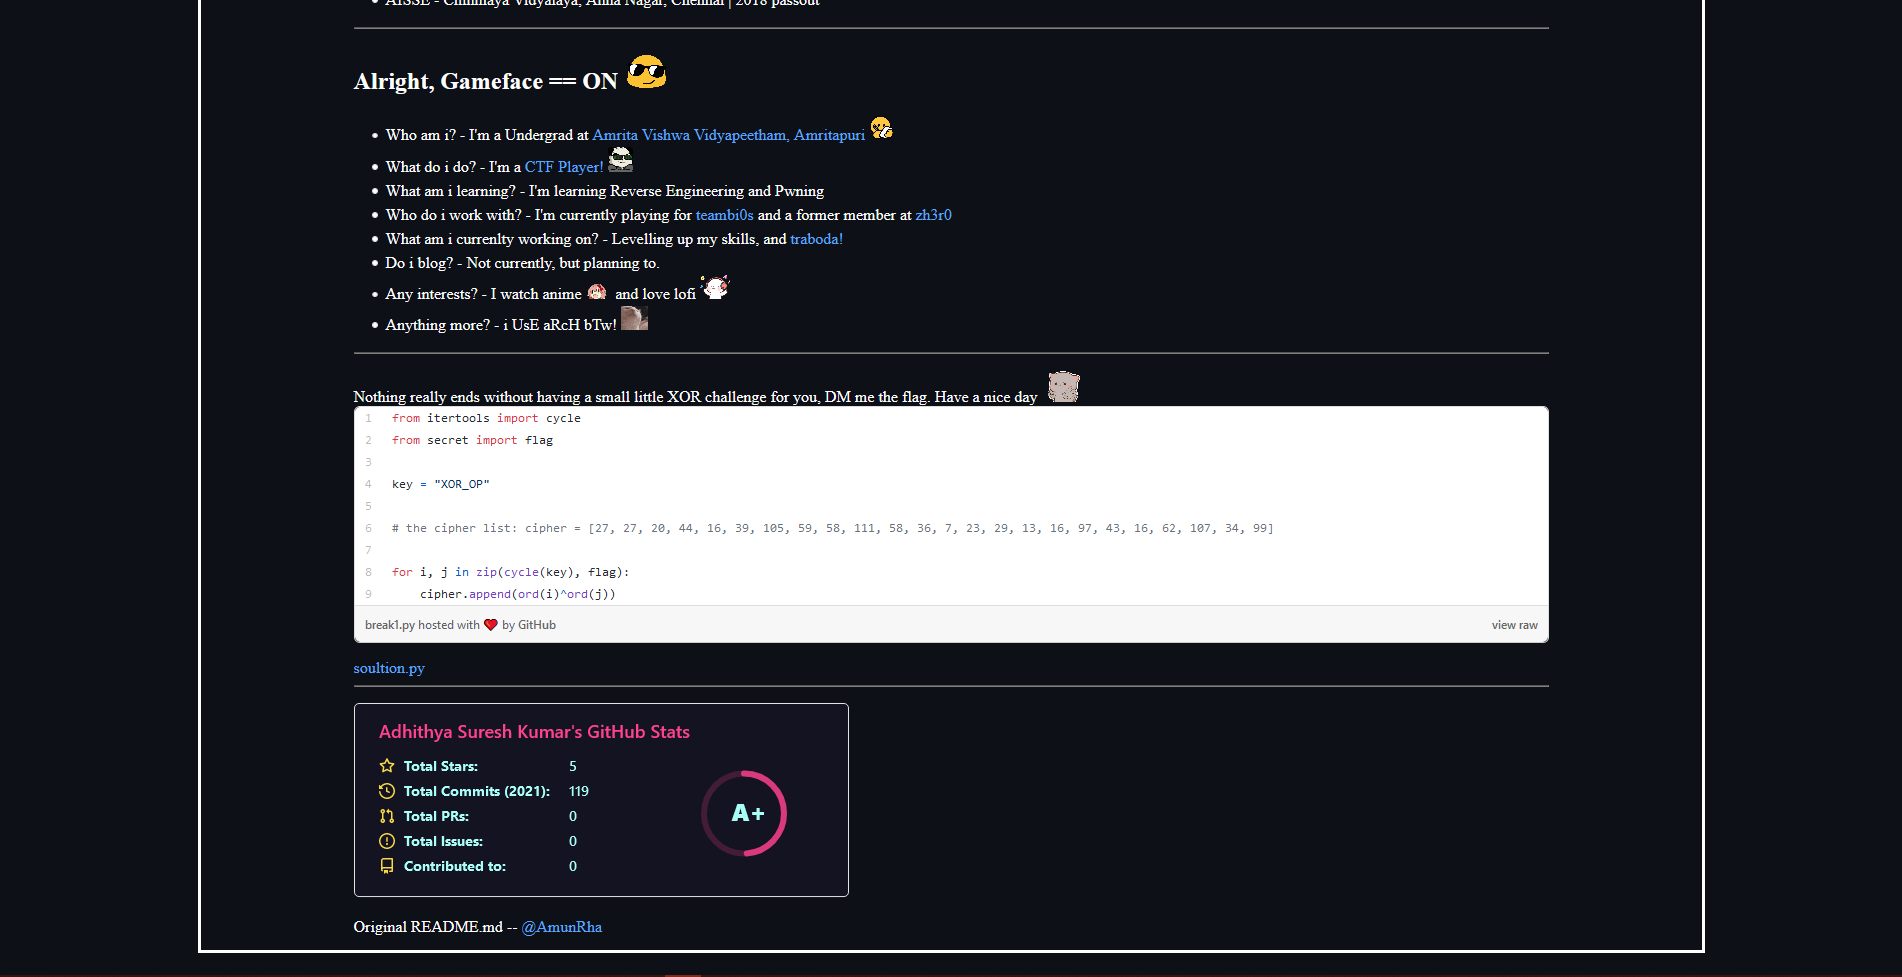 AISSE - Chinmaya Vidyalaya, Anna Nagar, Chennai | 2018 passout
Alright, Gameface == ON
Who am i? - I'm a Undergrad at Amrita Vishwa Vidyapeetham, Amritapuri
What do i do? - I'm a CTF Player!
What am i learning? - I'm learning Reverse Engineering and Pwning
Who do i work with? - I'm currently playing for teambi0s and a former member at zh3r0
What am i currenlty working on? - Levelling up my skills, and traboda!
Do i blog? - Not currently, but planning to.
Any interests? - I watch anime and love lofi
Anything more? - i UsE aRcH bTw!
Nothing really ends without having a small little XOR challenge for you, DM me the flag. Have a nice day
1 from itertools import cycle
2 from secret import flag
3
4 key = "XOR_OP"
5
6 # the cipher list: cipher = [27, 27, 20, 44, 16, 39, 105, 59, 58, 111, 58, 36, 7, 23, 29, 13, 16, 97, 43, 16, 62, 107, 34, 99]
7
8 for i, j in zip(cycle(key), flag):
9 cipher.append(ord(i)^ord(j))
break1.py hosted with ❤ by GitHub view raw
soultion.py
Adhithya Suresh Kumar's GitHub Stats
Total Stars: 5
Total Commits (2021): 119
Total PRs: 0
Total Issues: 0
Contributed to: 0
A+
Original README.md -- @AmunRha